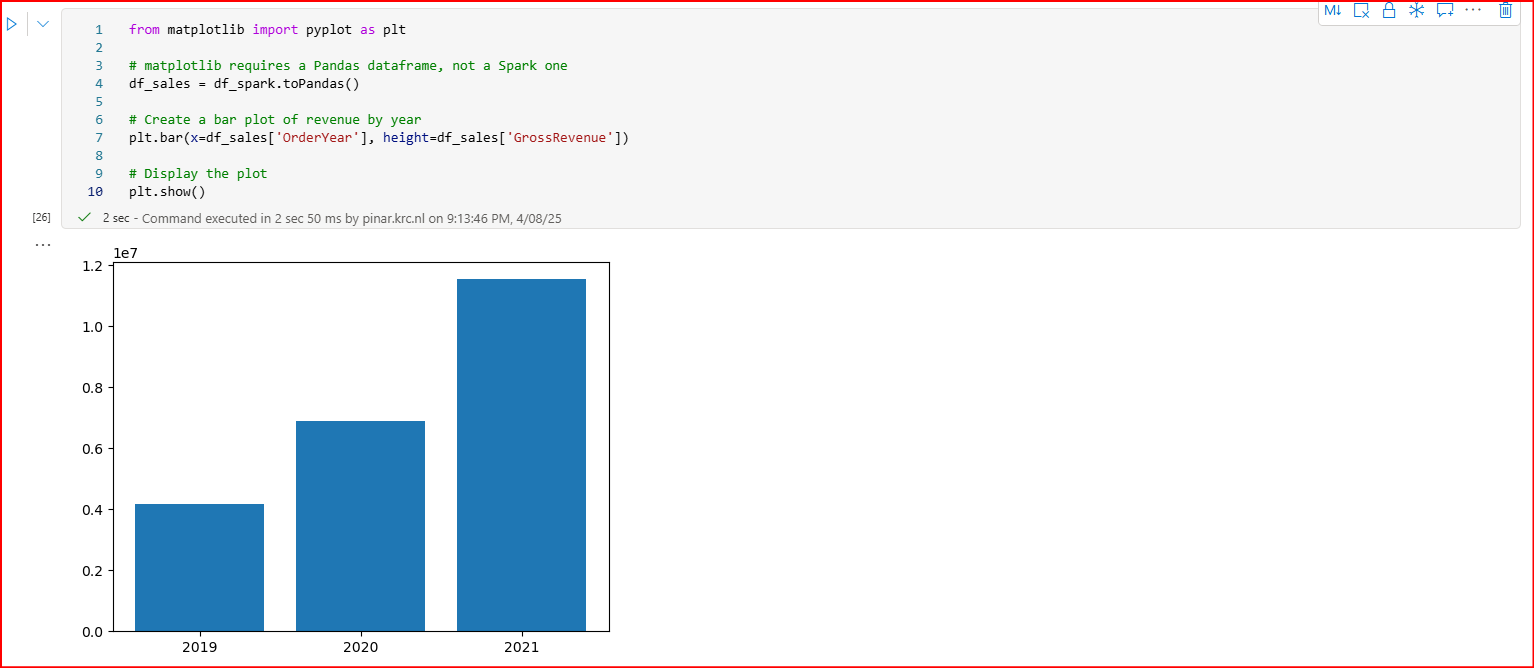 M↓
1 from matplotlib import pyplot as plt
2
3 # matplotlib requires a Pandas dataframe, not a Spark one
4 df_sales = df_spark.toPandas()
5
6 # Create a bar plot of revenue by year
7 plt.bar(x=df_sales['OrderYear'], height=df_sales['GrossRevenue'])
8
9 # Display the plot
10 plt.show()
[26] 2 sec - Command executed in 2 sec 50 ms by pinar.krc.nl on 9:13:46 PM, 4/08/25
1e7
1.2
1.0
0.8
0.6
0.4
0.2
0.0
2019 2020 2021